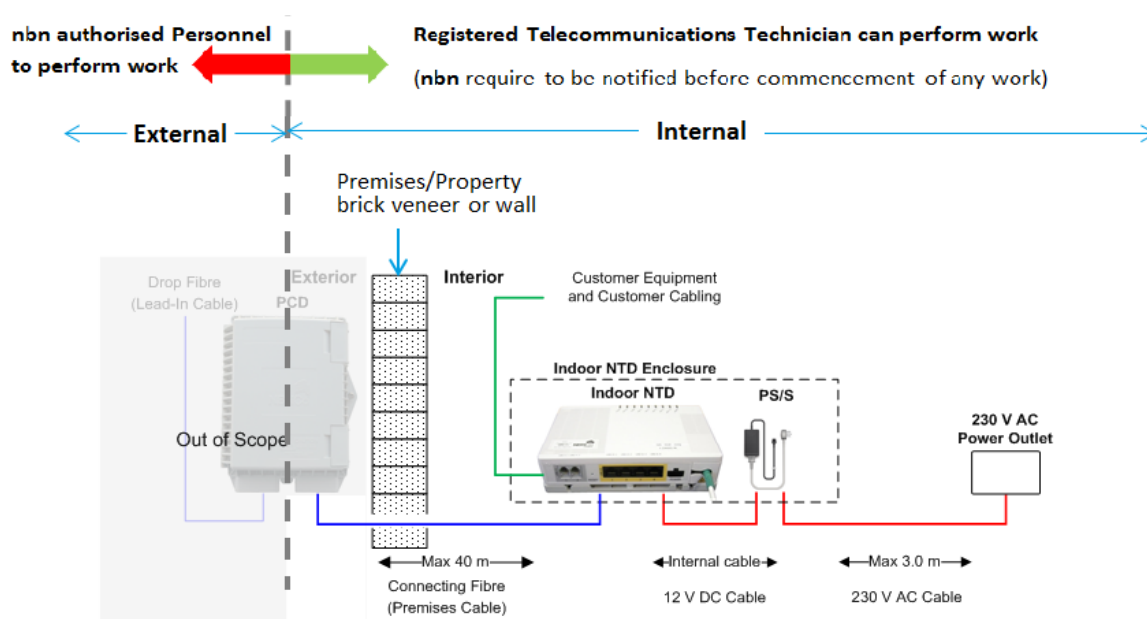 nbn authorised Personnel
to perform work
Registered Telecommunications Technician can perform work
(nbn require to be notified before commencement of any work)
External
Internal
Premises/Property
brick veneer or wall
Drop Fibre
(Lead-In Cable)
Exterior
PCD
Interior
Customer Equipment
and Customer Cabling
Indoor NTD Enclosure
Indoor NTD
PS/S
230 V AC
Power Outlet
Out of Scope
Max 40 m
Internal cable
Max 3.0 m
Connecting Fibre
(Premises Cable)
12 V DC Cable
230 V AC Cable